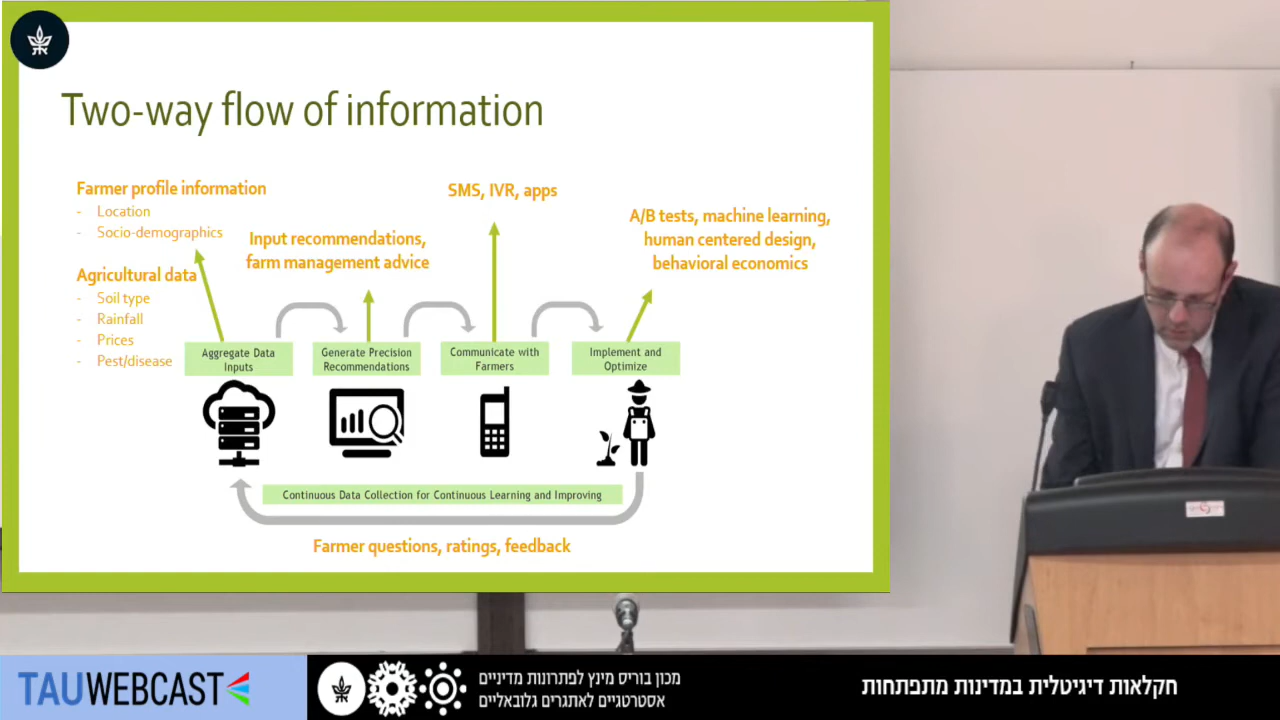 Two-way flow of information
Farmer profile information
- Location
- Socio-demographics
Agricultural data
- Soil type
- Rainfall
- Prices
- Pest/disease
Input recommendations,
farm management advice
SMS, IVR, apps
A/B tests, machine learning,
human centered design,
behavioral economics
Aggregate Data
Inputs
Generate Precision
Recommendations
Communicate with
Farmers
Implement and
Optimize
Continuous Data Collection for Continuous Learning and Improving
Farmer questions, ratings, feedback
TAUWEBCAST
מכון בוריס מינץ לפתרונות מדיניים
אסטרטגיים לאתגרים גלובאליים
חקלאות דיגיטלית במדינות מתפתחות